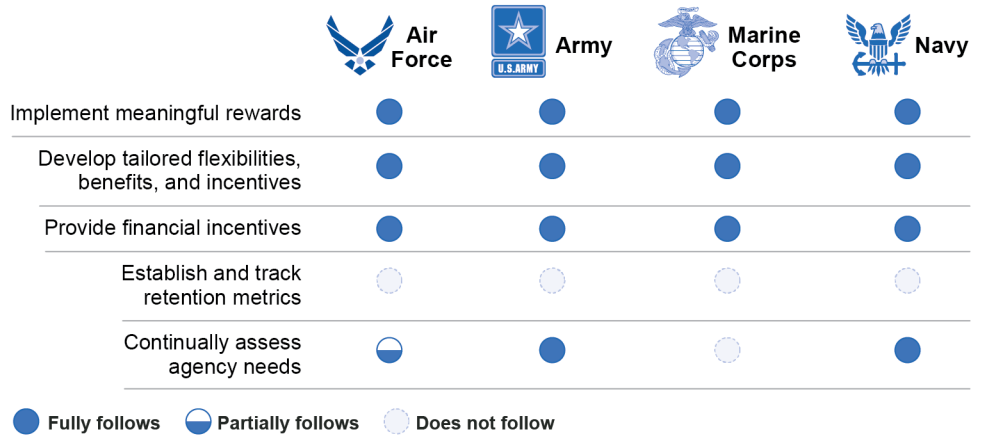 Air
Force
U.S.ARMY
Army
Marine
Corps
Navy
Implement meaningful rewards
Develop tailored flexibilities,
benefits, and incentives
Provide financial incentives
Establish and track
retention metrics
Continually assess
agency needs
Fully follows
Partially follows
Does not follow